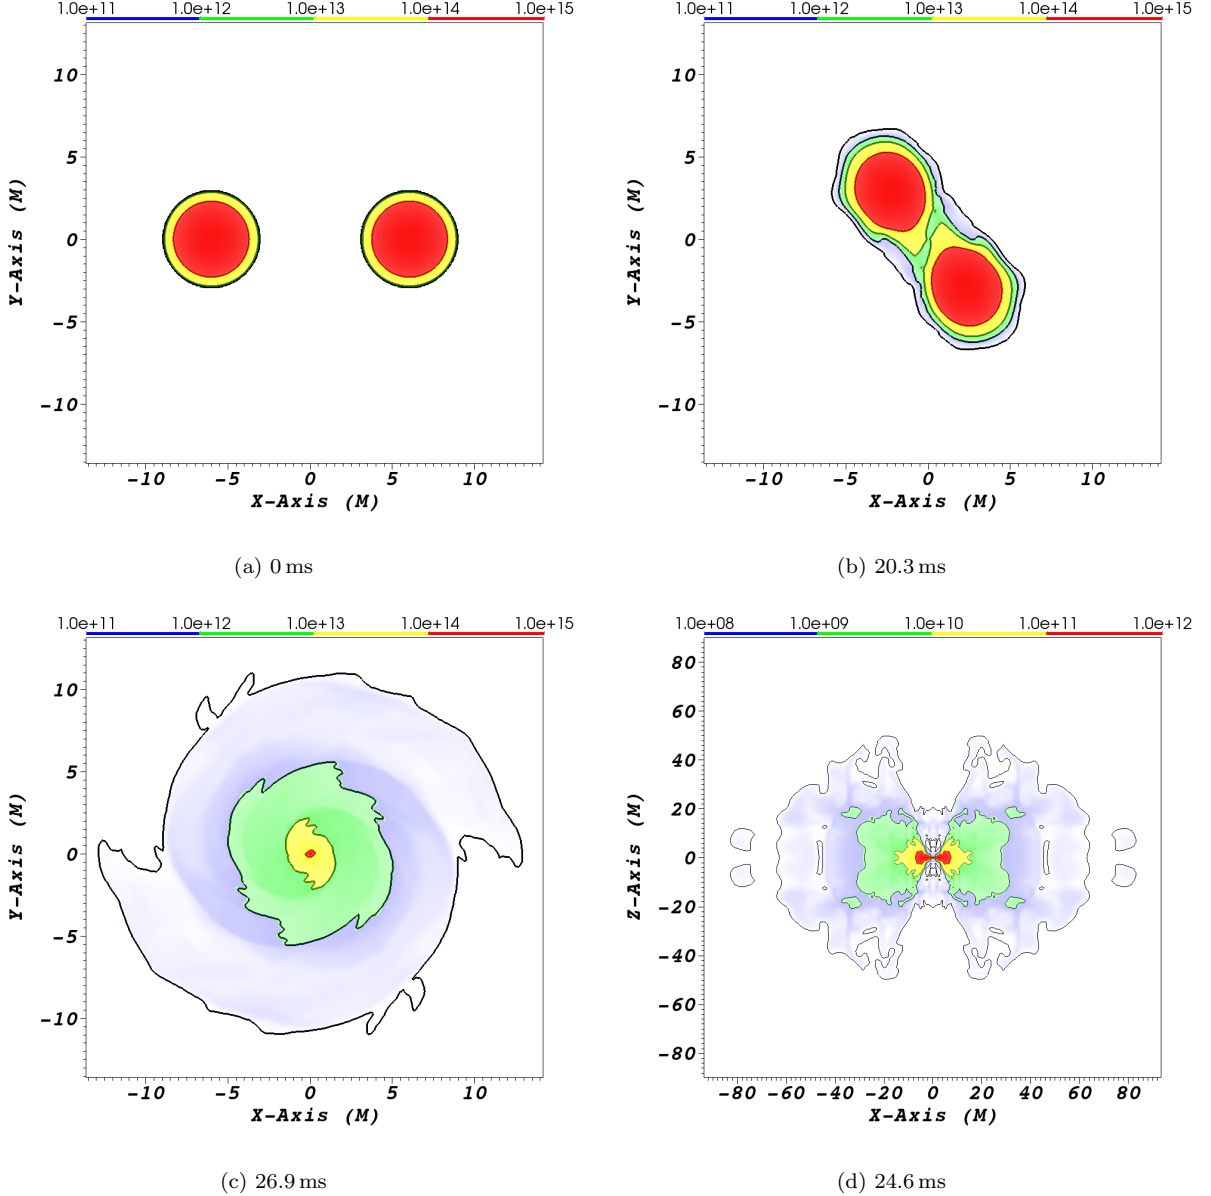 1.0e+11 1.0e+12 1.0e+13 1.0e+14 1.0e+15
10
5
0
-5
-10
Y-Axis (M)
-10 -5 0 5 10
X-Axis (M)
(a) 0 ms
1.0e+11 1.0e+12 1.0e+13 1.0e+14 1.0e+15
10
5
0
-5
-10
Y-Axis (M)
-10 -5 0 5 10
X-Axis (M)
(b) 20.3 ms
1.0e+11 1.0e+12 1.0e+13 1.0e+14 1.0e+15
10
5
0
-5
-10
Y-Axis (M)
-10 -5 0 5 10
X-Axis (M)
(c) 26.9 ms
1.0e+08 1.0e+09 1.0e+10 1.0e+11 1.0e+12
80
60
40
20
0
-20
-40
-60
-80
Z-Axis (M)
-80 -60 -40 -20 0 20 40 60 80
X-Axis (M)
(d) 24.6 ms